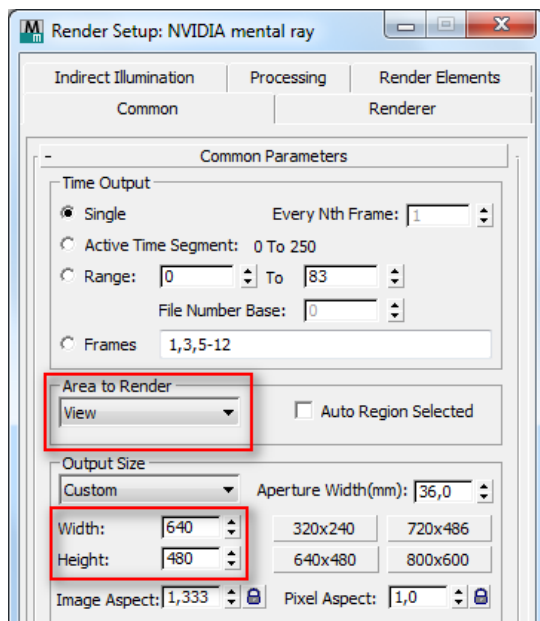 Render Setup: NVIDIA mental ray
Indirect Illumination Processing Render Elements
Common Renderer
- Common Parameters
Time Output
Single Every Nth Frame: 1
Active Time Segment: 0 To 250
Range: 0 To 83
File Number Base: 0
Frames 1,3,5-12
Area to Render
View Auto Region Selected
Output Size
Custom Aperture Width(mm): 36,0
Width: 640 320x240 720x486
Height: 480 640x480 800x600
Image Aspect: 1,333 Pixel Aspect: 1,0